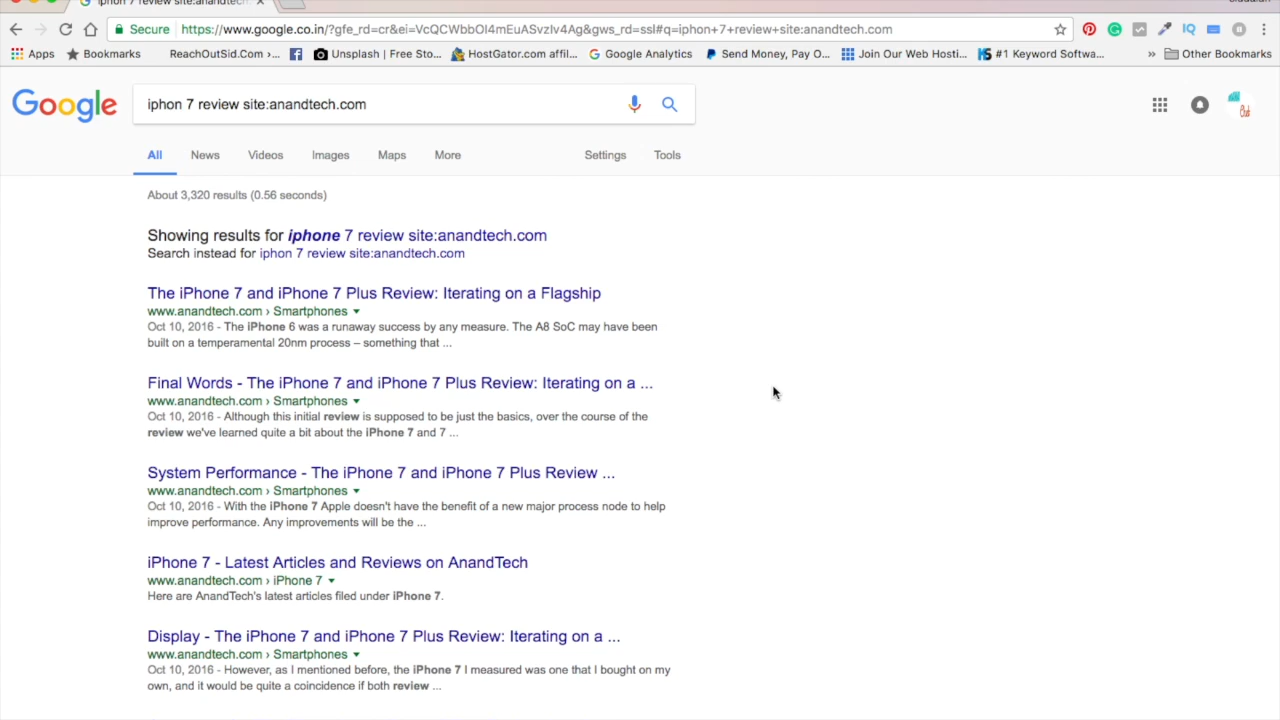 iphon 7 review site:anandtech
Secure https://www.google.co.in/?gfe_rd=cr&ei=VcQCWbbOl4mEuASvzlv4Ag&gws_rd=ssl#q=iphon+7+review+site:anandtech.com
Apps Bookmarks ReachOutSid.Com ›... Unsplash | Free Sto... HostGator.com affil... Google Analytics Send Money, Pay O... Join Our Web Hosti... #1 Keyword Softwa... » Other Bookmarks
Google iphon 7 review site:anandtech.com
All News Videos Images Maps More Settings Tools
About 3,320 results (0.56 seconds)
Showing results for iphone 7 review site:anandtech.com
Search instead for iphon 7 review site:anandtech.com
The iPhone 7 and iPhone 7 Plus Review: Iterating on a Flagship
www.anandtech.com › Smartphones
Oct 10, 2016 - The iPhone 6 was a runaway success by any measure. The A8 SoC may have been
built on a temperamental 20nm process – something that ...
Final Words - The iPhone 7 and iPhone 7 Plus Review: Iterating on a ...
www.anandtech.com › Smartphones
Oct 10, 2016 - Although this initial review is supposed to be just the basics, over the course of the
review we've learned quite a bit about the iPhone 7 and 7 ...
System Performance - The iPhone 7 and iPhone 7 Plus Review ...
www.anandtech.com › Smartphones
Oct 10, 2016 - With the iPhone 7 Apple doesn't have the benefit of a new major process node to help
improve performance. Any improvements will be the ...
iPhone 7 - Latest Articles and Reviews on AnandTech
www.anandtech.com › iPhone 7
Here are AnandTech's latest articles filed under iPhone 7.
Display - The iPhone 7 and iPhone 7 Plus Review: Iterating on a ...
www.anandtech.com › Smartphones
Oct 10, 2016 - However, as I mentioned before, the iPhone 7 I measured was one that I bought on my
own, and it would be quite a coincidence if both review ...